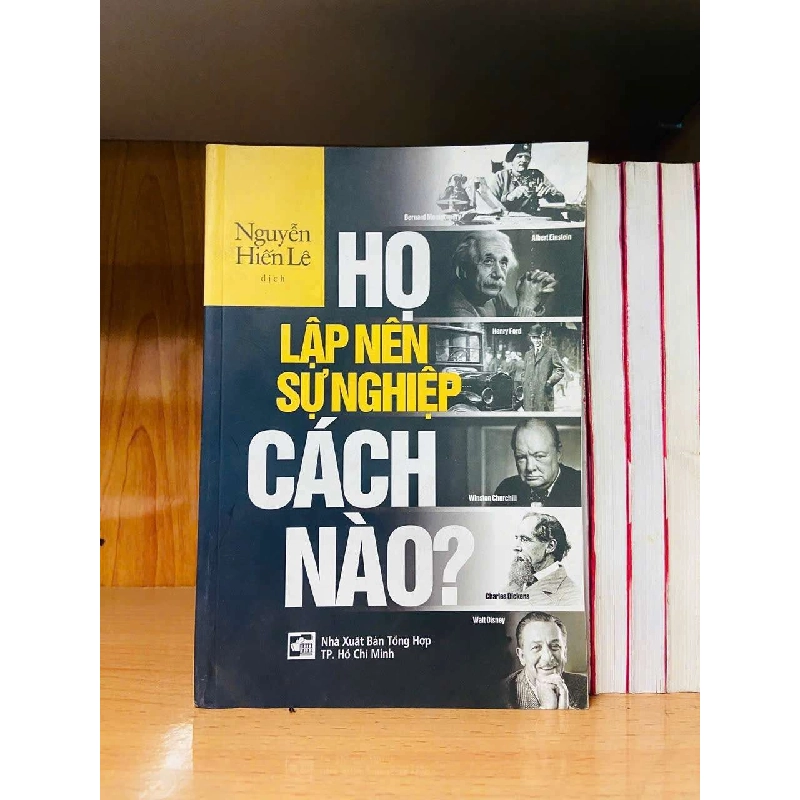 Nguyễn
Hiến Lê
dịch
Bernard Montgomery
Albert Einstein
HỌ
Henry Ford
LẬP NÊN
SỰ NGHIỆP
CÁCH
Winston Churchill
NÀO?
Charles Dickens
Walt Disney
Nhà Xuất Bản Tổng Hợp
TP. Hồ Chí Minh